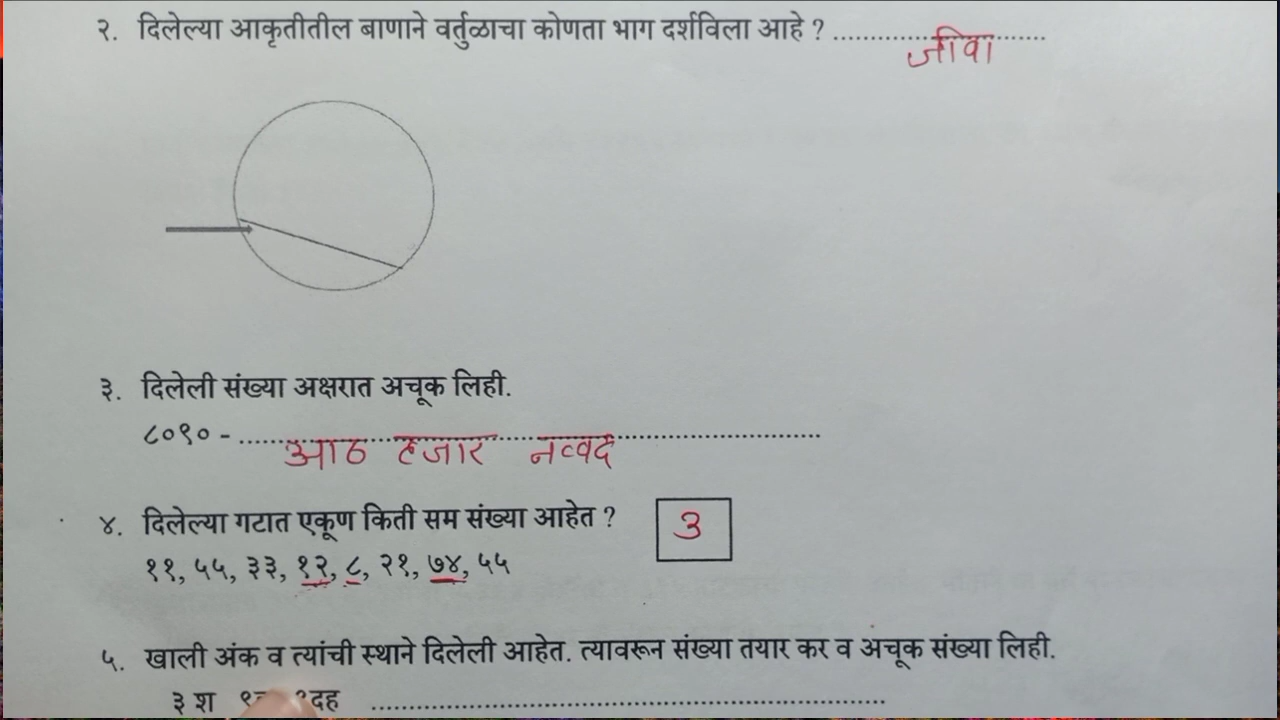 २. दिलेल्या आकृतीतील बाणाने वर्तुळाचा कोणता भाग दर्शविला आहे ? जीवा
३. दिलेली संख्या अक्षरात अचूक लिही.
८०९० - आठ हजार नव्वद
४. दिलेल्या गटात एकूण किती सम संख्या आहेत ? 3
११, ५५, ३३, १२, ८, २१, ७४, ५५
५. खाली अंक व त्यांची स्थाने दिलेली आहेत. त्यावरून संख्या तयार कर व अचूक संख्या लिही.
३ श